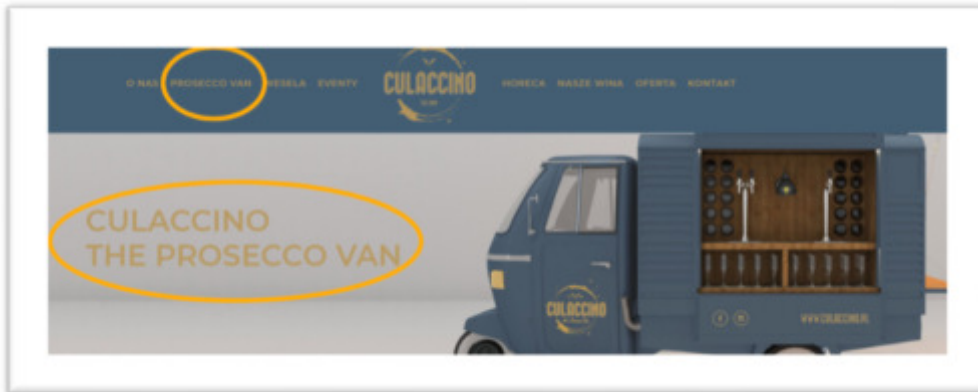 O NAS PROSECCO VAN WESELA EVENTY
CULACCINO
HORECA NASZE WINA OFERTA KONTAKT
CULACCINO
THE PROSECCO VAN
CULACCINO
WWW.CULACCINO.PL